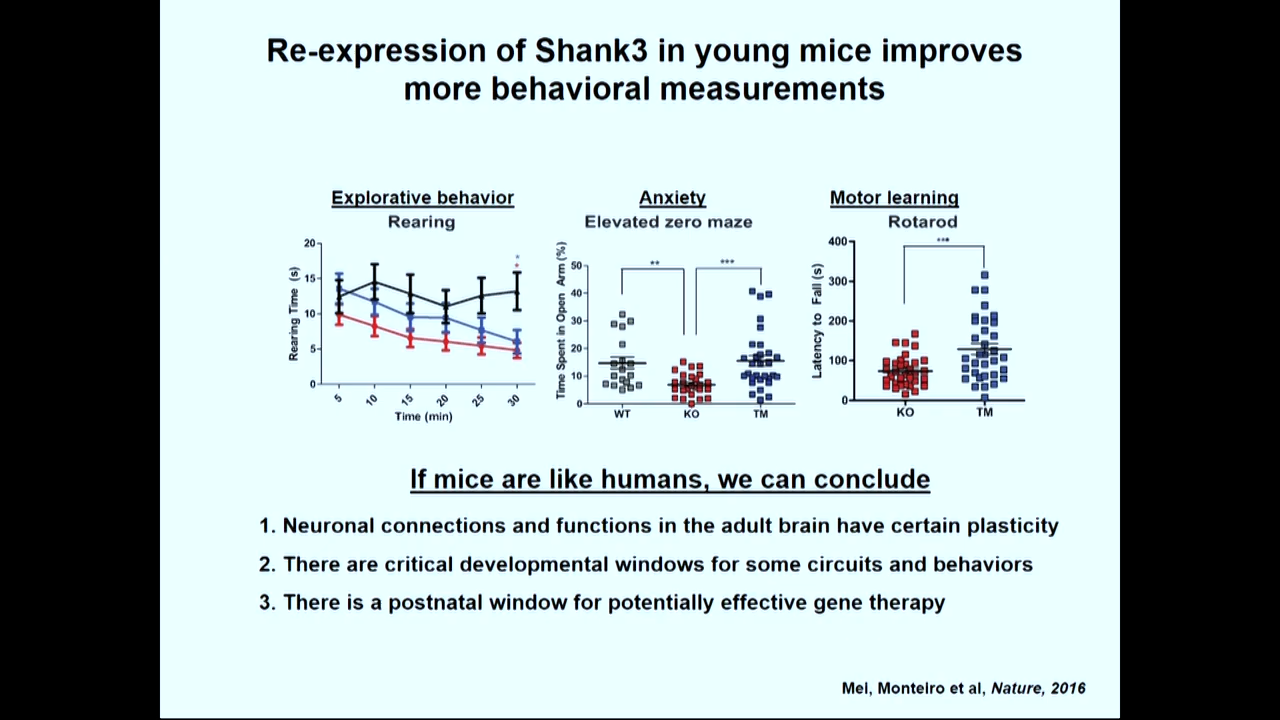 Re-expression of Shank3 in young mice improves
more behavioral measurements
Explorative behavior
Rearing
Rearing Time (s)
20
15
10
5
0
5
10
15
20
25
30
Time (min)
*
*
Anxiety
Elevated zero maze
Time Spent in Open Arm (%)
50
40
30
20
10
0
**
***
WT
KO
TM
Motor learning
Rotarod
Latency to Fall (s)
400
300
200
100
0
***
KO
TM
If mice are like humans, we can conclude
1. Neuronal connections and functions in the adult brain have certain plasticity
2. There are critical developmental windows for some circuits and behaviors
3. There is a postnatal window for potentially effective gene therapy
Mei, Monteiro et al, Nature, 2016